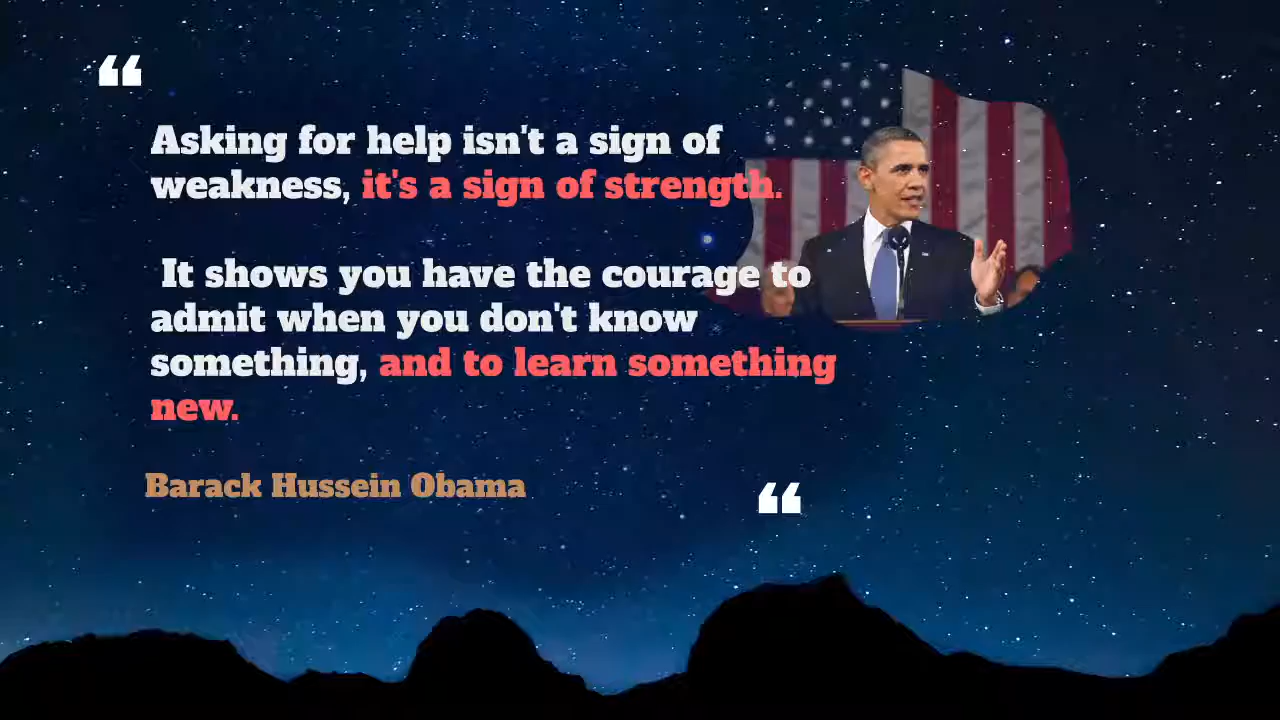 “
Asking for help isn't a sign of
weakness, it's a sign of strength.
It shows you have the courage to
admit when you don't know
something, and to learn something
new.
Barack Hussein Obama
“